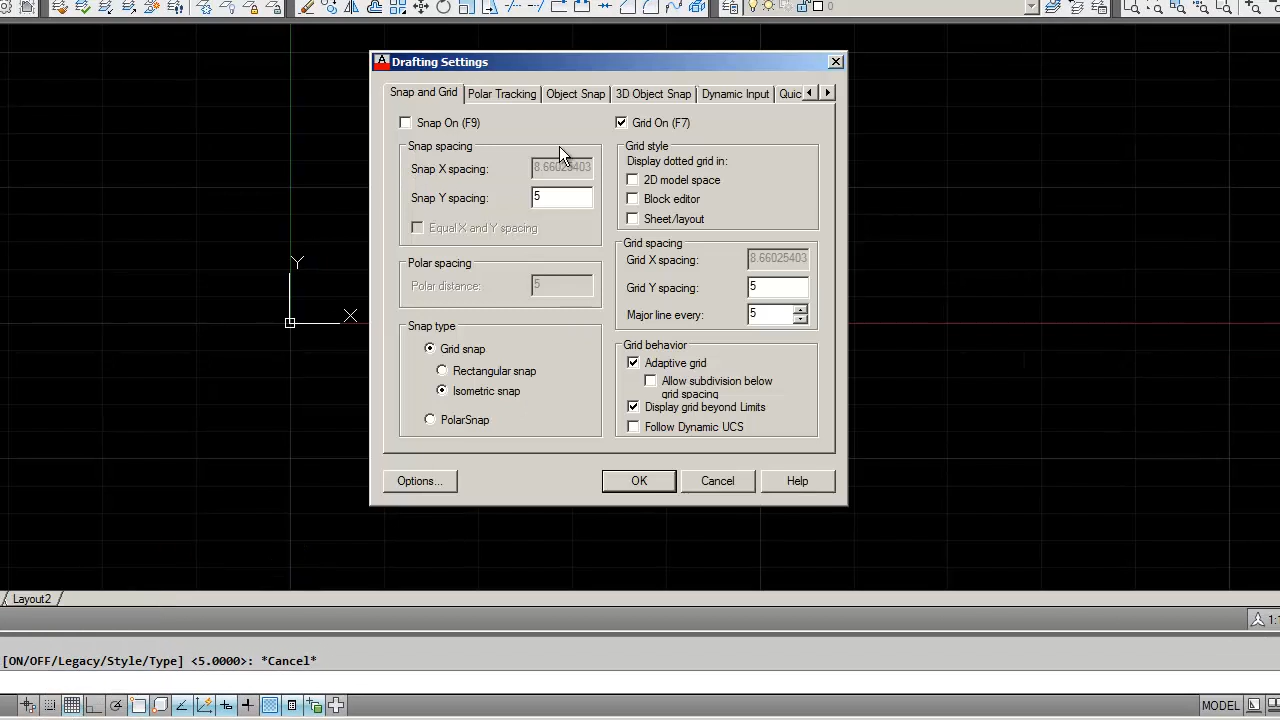 0
Drafting Settings
Snap and Grid Polar Tracking Object Snap 3D Object Snap Dynamic Input Quic
Snap On (F9)
Grid On (F7)
Snap spacing
Snap X spacing: 8.66025403
Snap Y spacing: 5
Equal X and Y spacing
Polar spacing
Polar distance: 5
Snap type
Grid snap
Rectangular snap
Isometric snap
PolarSnap
Grid style
Display dotted grid in:
2D model space
Block editor
Sheet/layout
Grid spacing
Grid X spacing: 8.66025403
Grid Y spacing: 5
Major line every: 5
Grid behavior
Adaptive grid
Allow subdivision below
grid spacing
Display grid beyond Limits
Follow Dynamic UCS
Options... OK Cancel Help
Y
X
Layout2
1:1
[ON/OFF/Legacy/Style/Type] <5.0000>: *Cancel*
MODEL